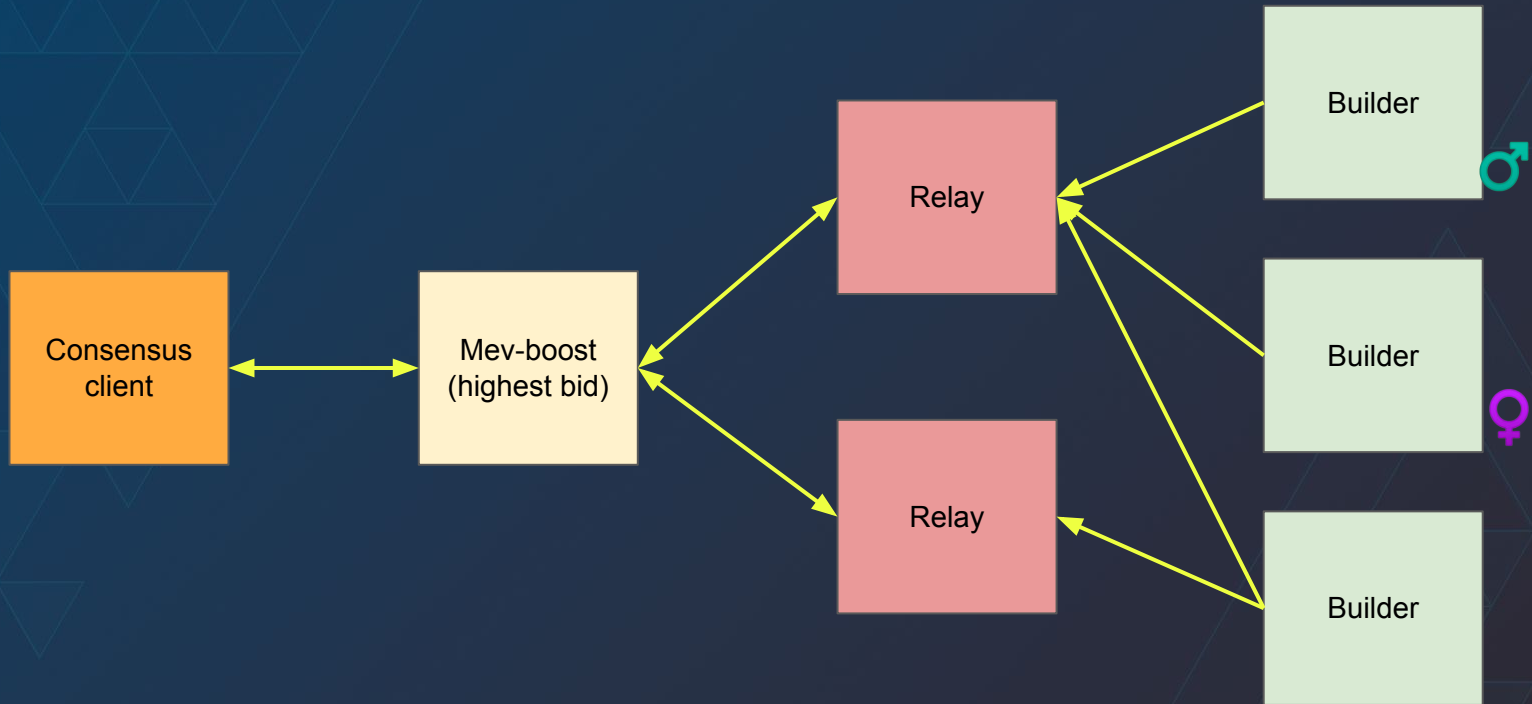 Consensus
client
Mev-boost
(highest bid)
Relay
Relay
Builder
Builder
Builder